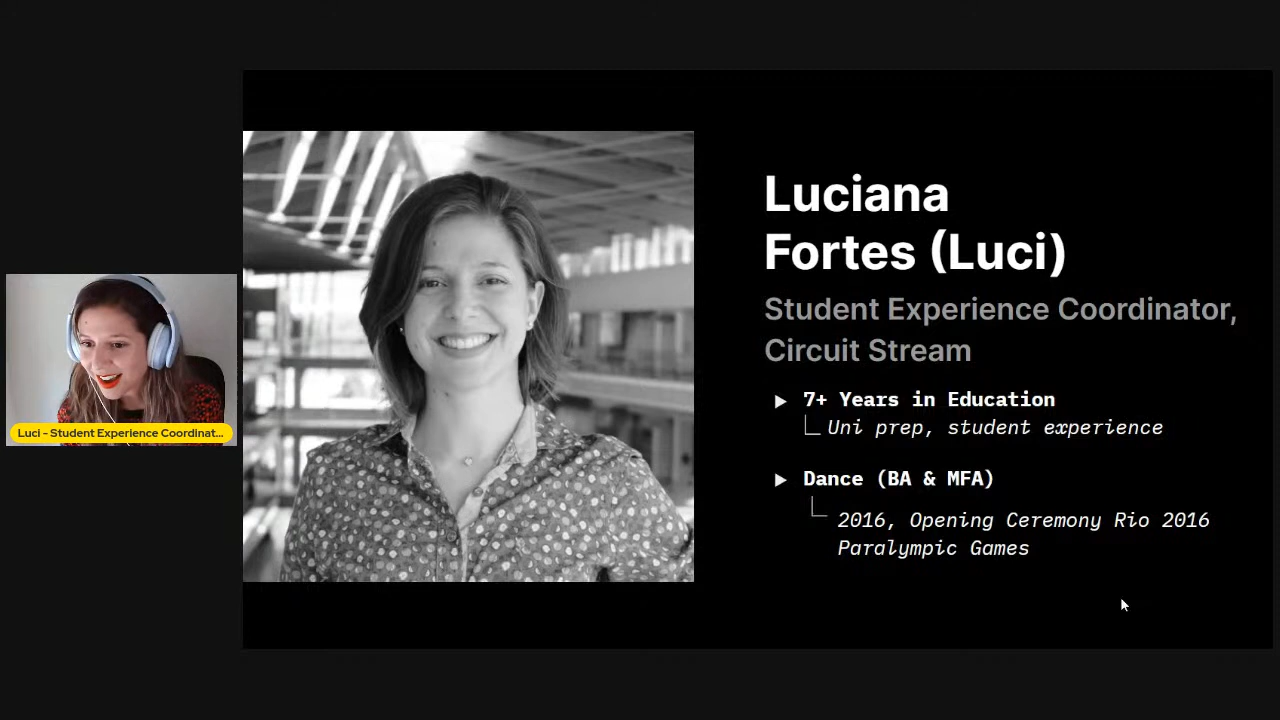 Luciana
Fortes (Luci)
Student Experience Coordinator,
Circuit Stream
7+ Years in Education
Uni prep, student experience
Dance (BA & MFA)
2016, Opening Ceremony Rio 2016
Paralympic Games
Luci - Student Experience Coordinat...